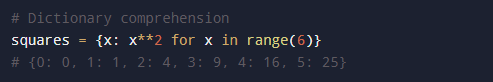 # Dictionary comprehension
squares = {x: x**2 for x in range(6)}
# {0: 0, 1: 1, 2: 4, 3: 9, 4: 16, 5: 25}